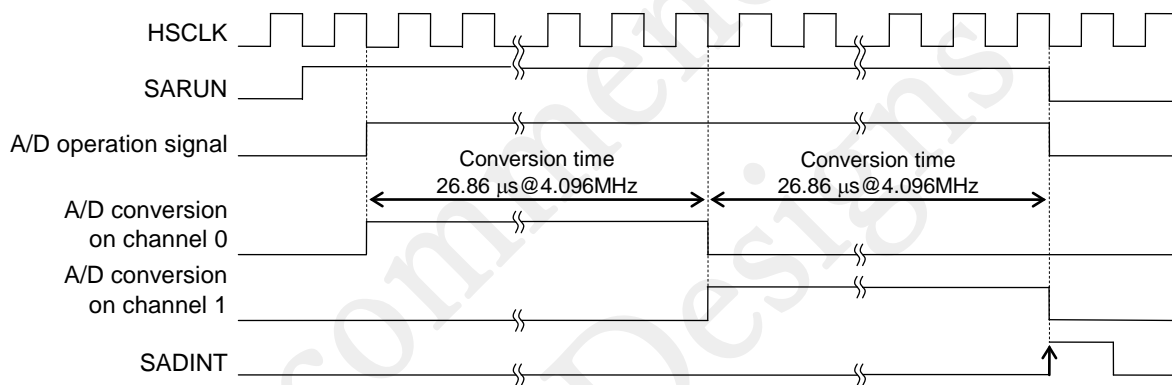 HSCLK
SARUN
A/D operation signal
Conversion time
26.86 μs@4.096MHz
Conversion time
26.86 μs@4.096MHz
A/D conversion
on channel 0
A/D conversion
on channel 1
SADINT
Designs